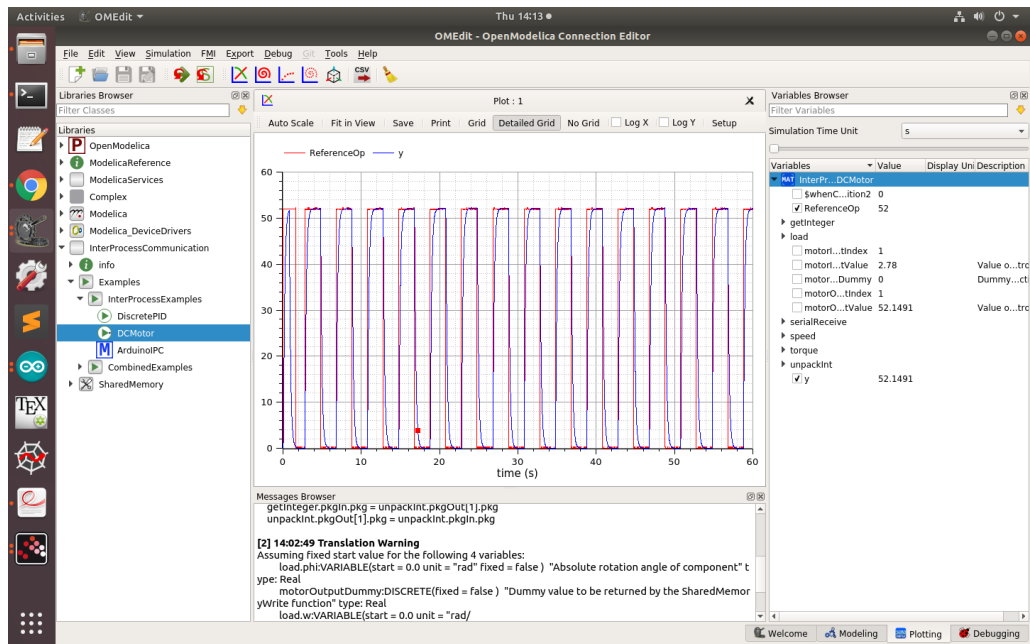 Activities OMEdit Thu 14:13
OMEdit - OpenModelica Connection Editor
File Edit View Simulation FMI Export Debug Git Tools Help
CSV
Libraries Browser
Filter Classes
Libraries
P OpenModelica
i ModelicaReference
ModelicaServices
Complex
Modelica
Modelica_DeviceDrivers
InterProcessCommunication
i info
Examples
InterProcessExamples
DiscretePID
DCMotor
M ArduinoIPC
CombinedExamples
SharedMemory
TEX
Plot : 1
Auto Scale Fit in View Save Print Grid Detailed Grid No Grid Log X Log Y Setup
ReferenceOp y
60
50
40
30
20
10
0
0 10 20 30 40 50 60
time (s)
Messages Browser
getInteger.pkgIn.pkg = unpackInt.pkgOut[1].pkg
unpackInt.pkgOut[1].pkg = unpackInt.pkgIn.pkg
[2] 14:02:49 Translation Warning
Assuming fixed start value for the following 4 variables:
load.phi:VARIABLE(start = 0.0 unit = "rad" fixed = false ) "Absolute rotation angle of component" t
ype: Real
motorOutputDummy:DISCRETE(fixed = false ) "Dummy value to be returned by the SharedMemor
yWrite function" type: Real
load.w:VARIABLE(start = 0.0 unit = "rad/
Variables Browser
Filter Variables
Simulation Time Unit s
Variables Value Display Uni Description
MAT InterPr...DCMotor
$whenC...ition2 0
ReferenceOp 52
getInteger
load
motorI...tIndex 1
motorI...tValue 2.78 Value o...trc
motor...Dummy 0 Dummy...cti
motorO...tIndex 1
motorO...tValue 52.1491 Value o...trc
serialReceive
speed
torque
unpackInt
y 52.1491
Welcome Modeling Plotting Debugging